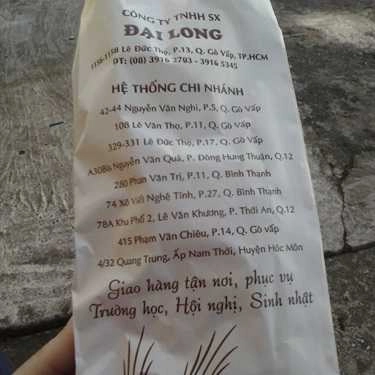 CÔNG TY TNHH SX
ĐẠI LONG
1156-1158 Lê Đức Thọ, P.13, Q. Gò Vấp, TP.HCM
ĐT: (08) 3916 2703 - 3916 5345
HỆ THỐNG CHI NHÁNH
42-44 Nguyễn Văn Nghi, P.5, Q. Gò Vấp
10B Lê Văn Thọ, P.11, Q. Gò Vấp
329-331 Lê Đức Thọ, P.17, Q. Gò Vấp
Nguyễn Văn Quá, P. Đông Hưng Thuận, Q.12
280 Phan Văn Trị, P.11, Q. Bình Thạnh
74 Xô Viết Nghệ Tĩnh, P.27, Q. Bình Thạnh
78A Khu Phố 2, Lê Văn Khương, P. Thới An, Q.12
415 Phạm Văn Chiêu, P.14, Q. Gò vấp
4/32 Quang Trung, Ấp Nam Thới, Huyện Hóc Môn
Giao hàng tận nơi, phục vụ
Trường học, Hội nghị, Sinh nhật